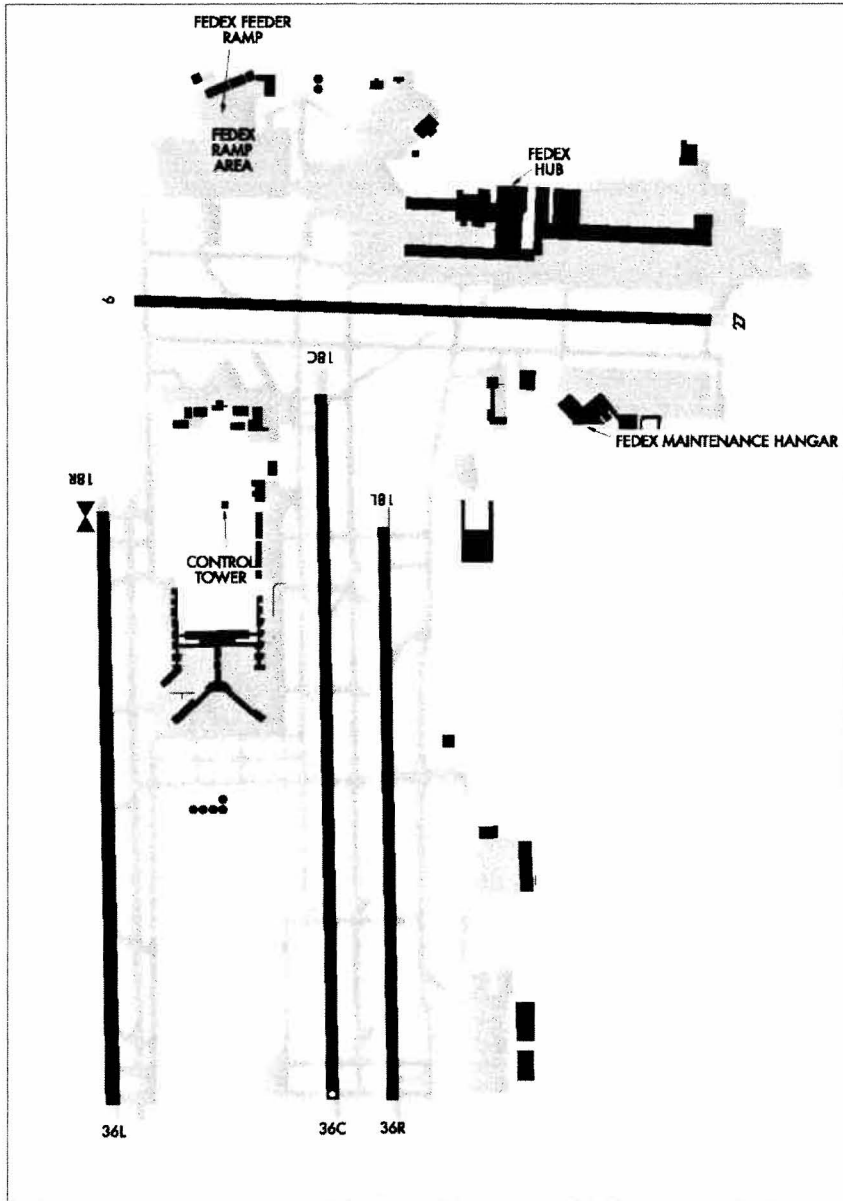 FEDEX FEEDER
RAMP
FEDEX
RAMP
AREA
FEDEX
HUB
9
27
18C
FEDEX MAINTENANCE HANGAR
18R
18L
CONTROL
TOWER
36L
36C
36R